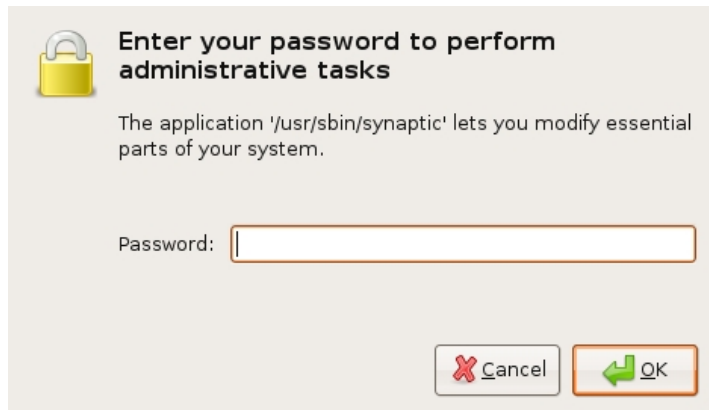 Enter your password to perform
administrative tasks
The application '/usr/sbin/synaptic' lets you modify essential
parts of your system.
Password:
Cancel
OK